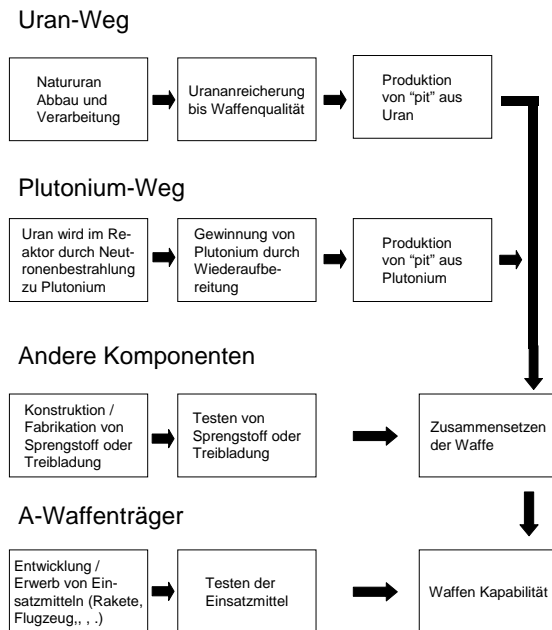 Uran-Weg
Natururan
Abbau und
Verarbeitung
Urananreicherung
bis Waffenqualität
Produktion
von “pit” aus
Uran
Plutonium-Weg
Uran wird im Re-
aktor durch Neut-
ronenbestrahlung
zu Plutonium
Gewinnung von
Plutonium durch
Wiederaufbe-
reitung
Produktion
von “pit” aus
Plutonium
Andere Komponenten
Konstruktion /
Fabrikation von
Sprengstoff oder
Treibladung
Testen von
Sprengstoff oder
Treibladung
Zusammensetzen
der Waffe
A-Waffenträger
Entwicklung /
Erwerb von Ein-
satzmitteln (Rakete,
Flugzeug,, , .)
Testen der
Einsatzmittel
Waffen Kapabilität